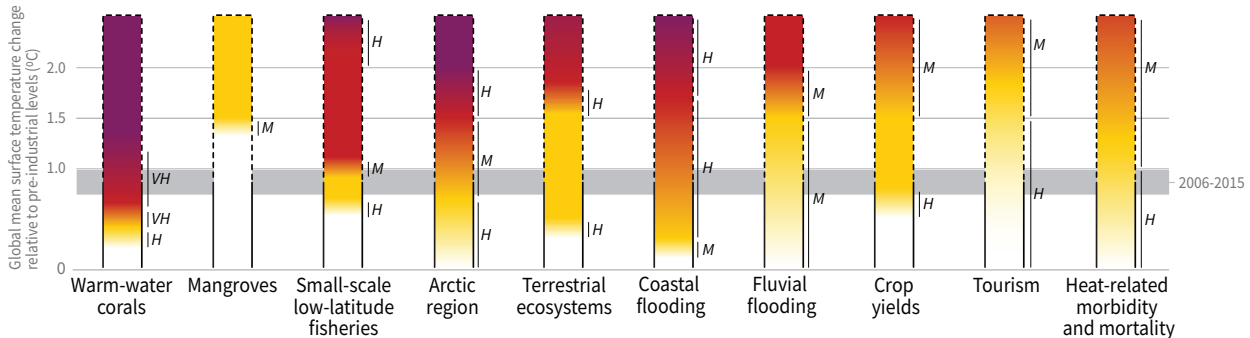 Global mean surface temperature change
relative to pre-industrial levels (ºC)
2.0
1.5
1.0
0
2006-2015
VH
VH
H
M
H
M
H
H
M
H
H
H
H
H
M
M
M
M
H
M
H
M
H
Warm-water
corals
Mangroves
Small-scale
low-latitude
fisheries
Arctic
region
Terrestrial
ecosystems
Coastal
flooding
Fluvial
flooding
Crop
yields
Tourism
Heat-related
morbidity
and mortality